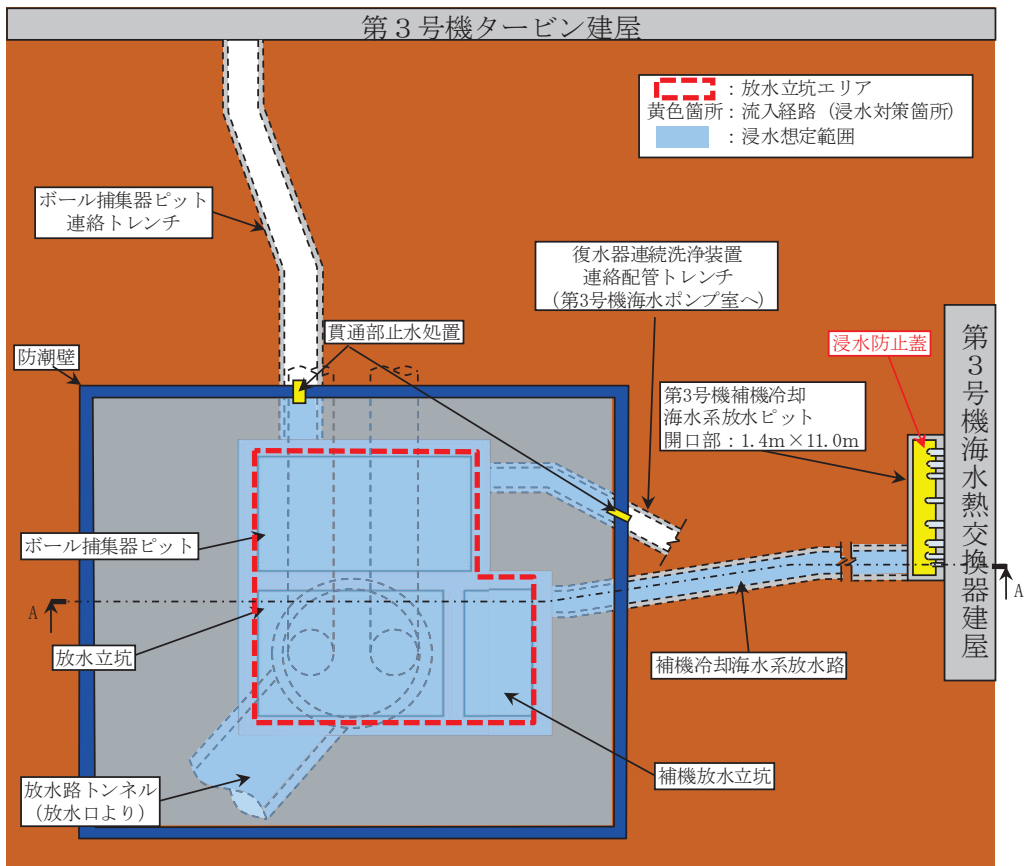 第３号機タービン建屋
：放水立坑エリア
黄色箇所：流入経路（浸水対策箇所）
：浸水想定範囲
ボール捕集器ピット
連絡トレンチ
復水器連続洗浄装置
連絡配管トレンチ
（第3号機海水ポンプ室へ）
貫通部止水処置
防潮壁
浸水防止蓋
第3号機補機冷却
海水系放水ピット
開口部：1.4m×11.0m
第３号機海水熱交換器建屋
ボール捕集器ピット
A
A
放水立坑
補機冷却海水系放水路
補機放水立坑
放水路トンネル
（放水口より）